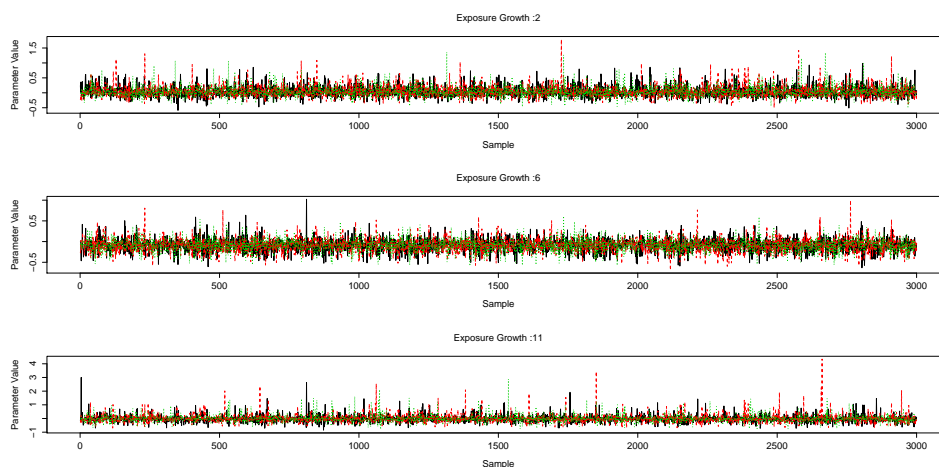 Exposure Growth :2
Parameter Value
−0.5 0.5 1.5
0 500 1000 1500 2000 2500 3000
Sample
Exposure Growth :6
Parameter Value
−0.5 0.5
0 500 1000 1500 2000 2500 3000
Sample
Exposure Growth :11
Parameter Value
−1 1 2 3 4
0 500 1000 1500 2000 2500 3000
Sample